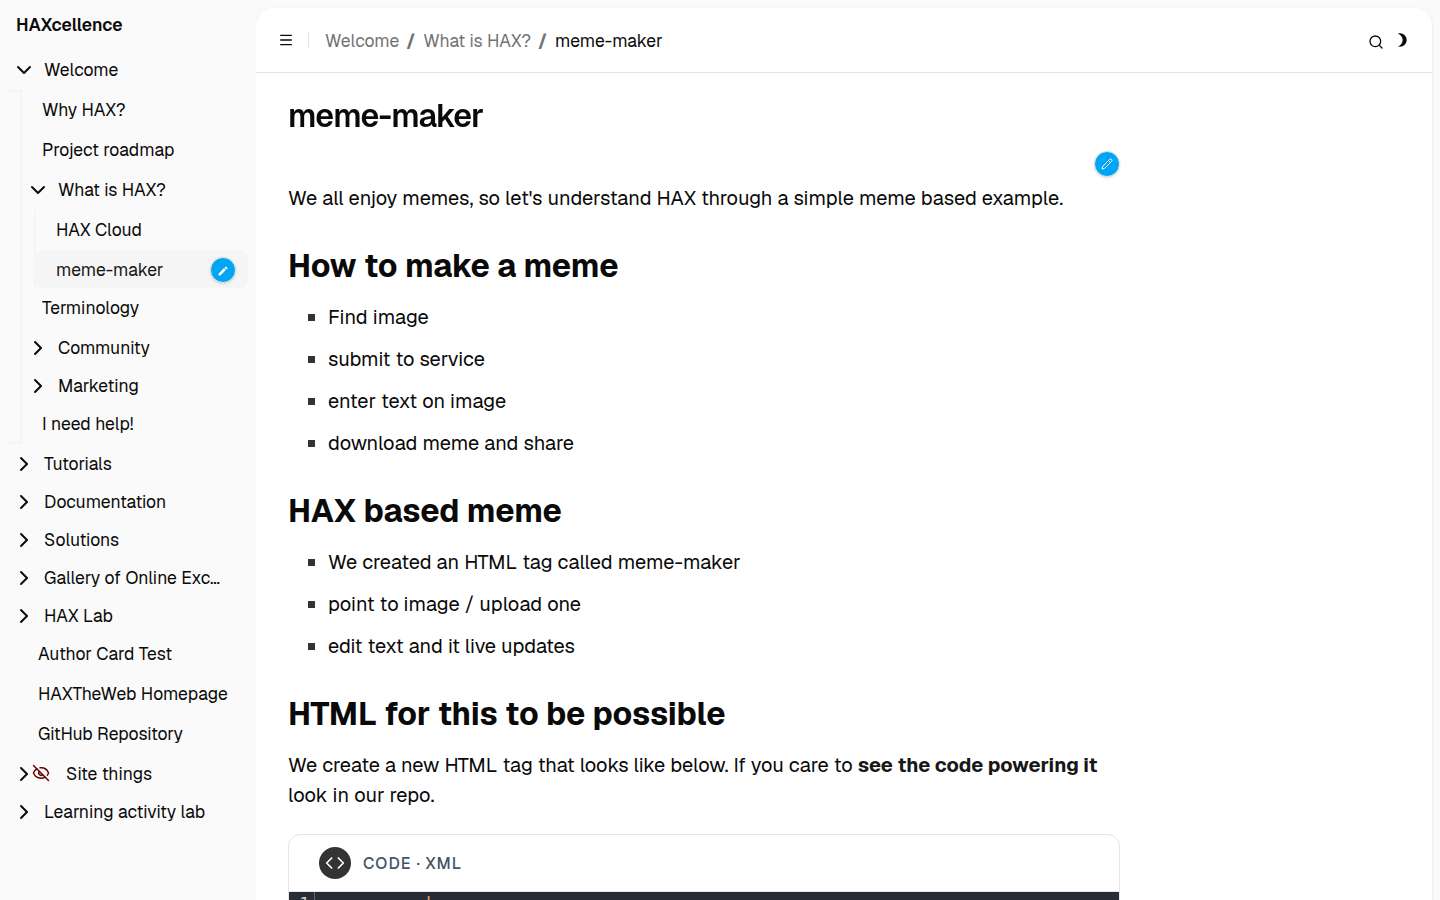 HAXcellence
Welcome
Why HAX?
Project roadmap
What is HAX?
HAX Cloud
meme-maker
Terminology
Community
Marketing
I need help!
Tutorials
Documentation
Solutions
Gallery of Online Exc...
HAX Lab
Author Card Test
HAXTheWeb Homepage
GitHub Repository
Site things
Learning activity lab
Welcome / What is HAX? / meme-maker
meme-maker
We all enjoy memes, so let's understand HAX through a simple meme based example.
How to make a meme
Find image
submit to service
enter text on image
download meme and share
HAX based meme
We created an HTML tag called meme-maker
point to image / upload one
edit text and it live updates
HTML for this to be possible
We create a new HTML tag that looks like below. If you care to see the code powering it
look in our repo.
CODE · XML